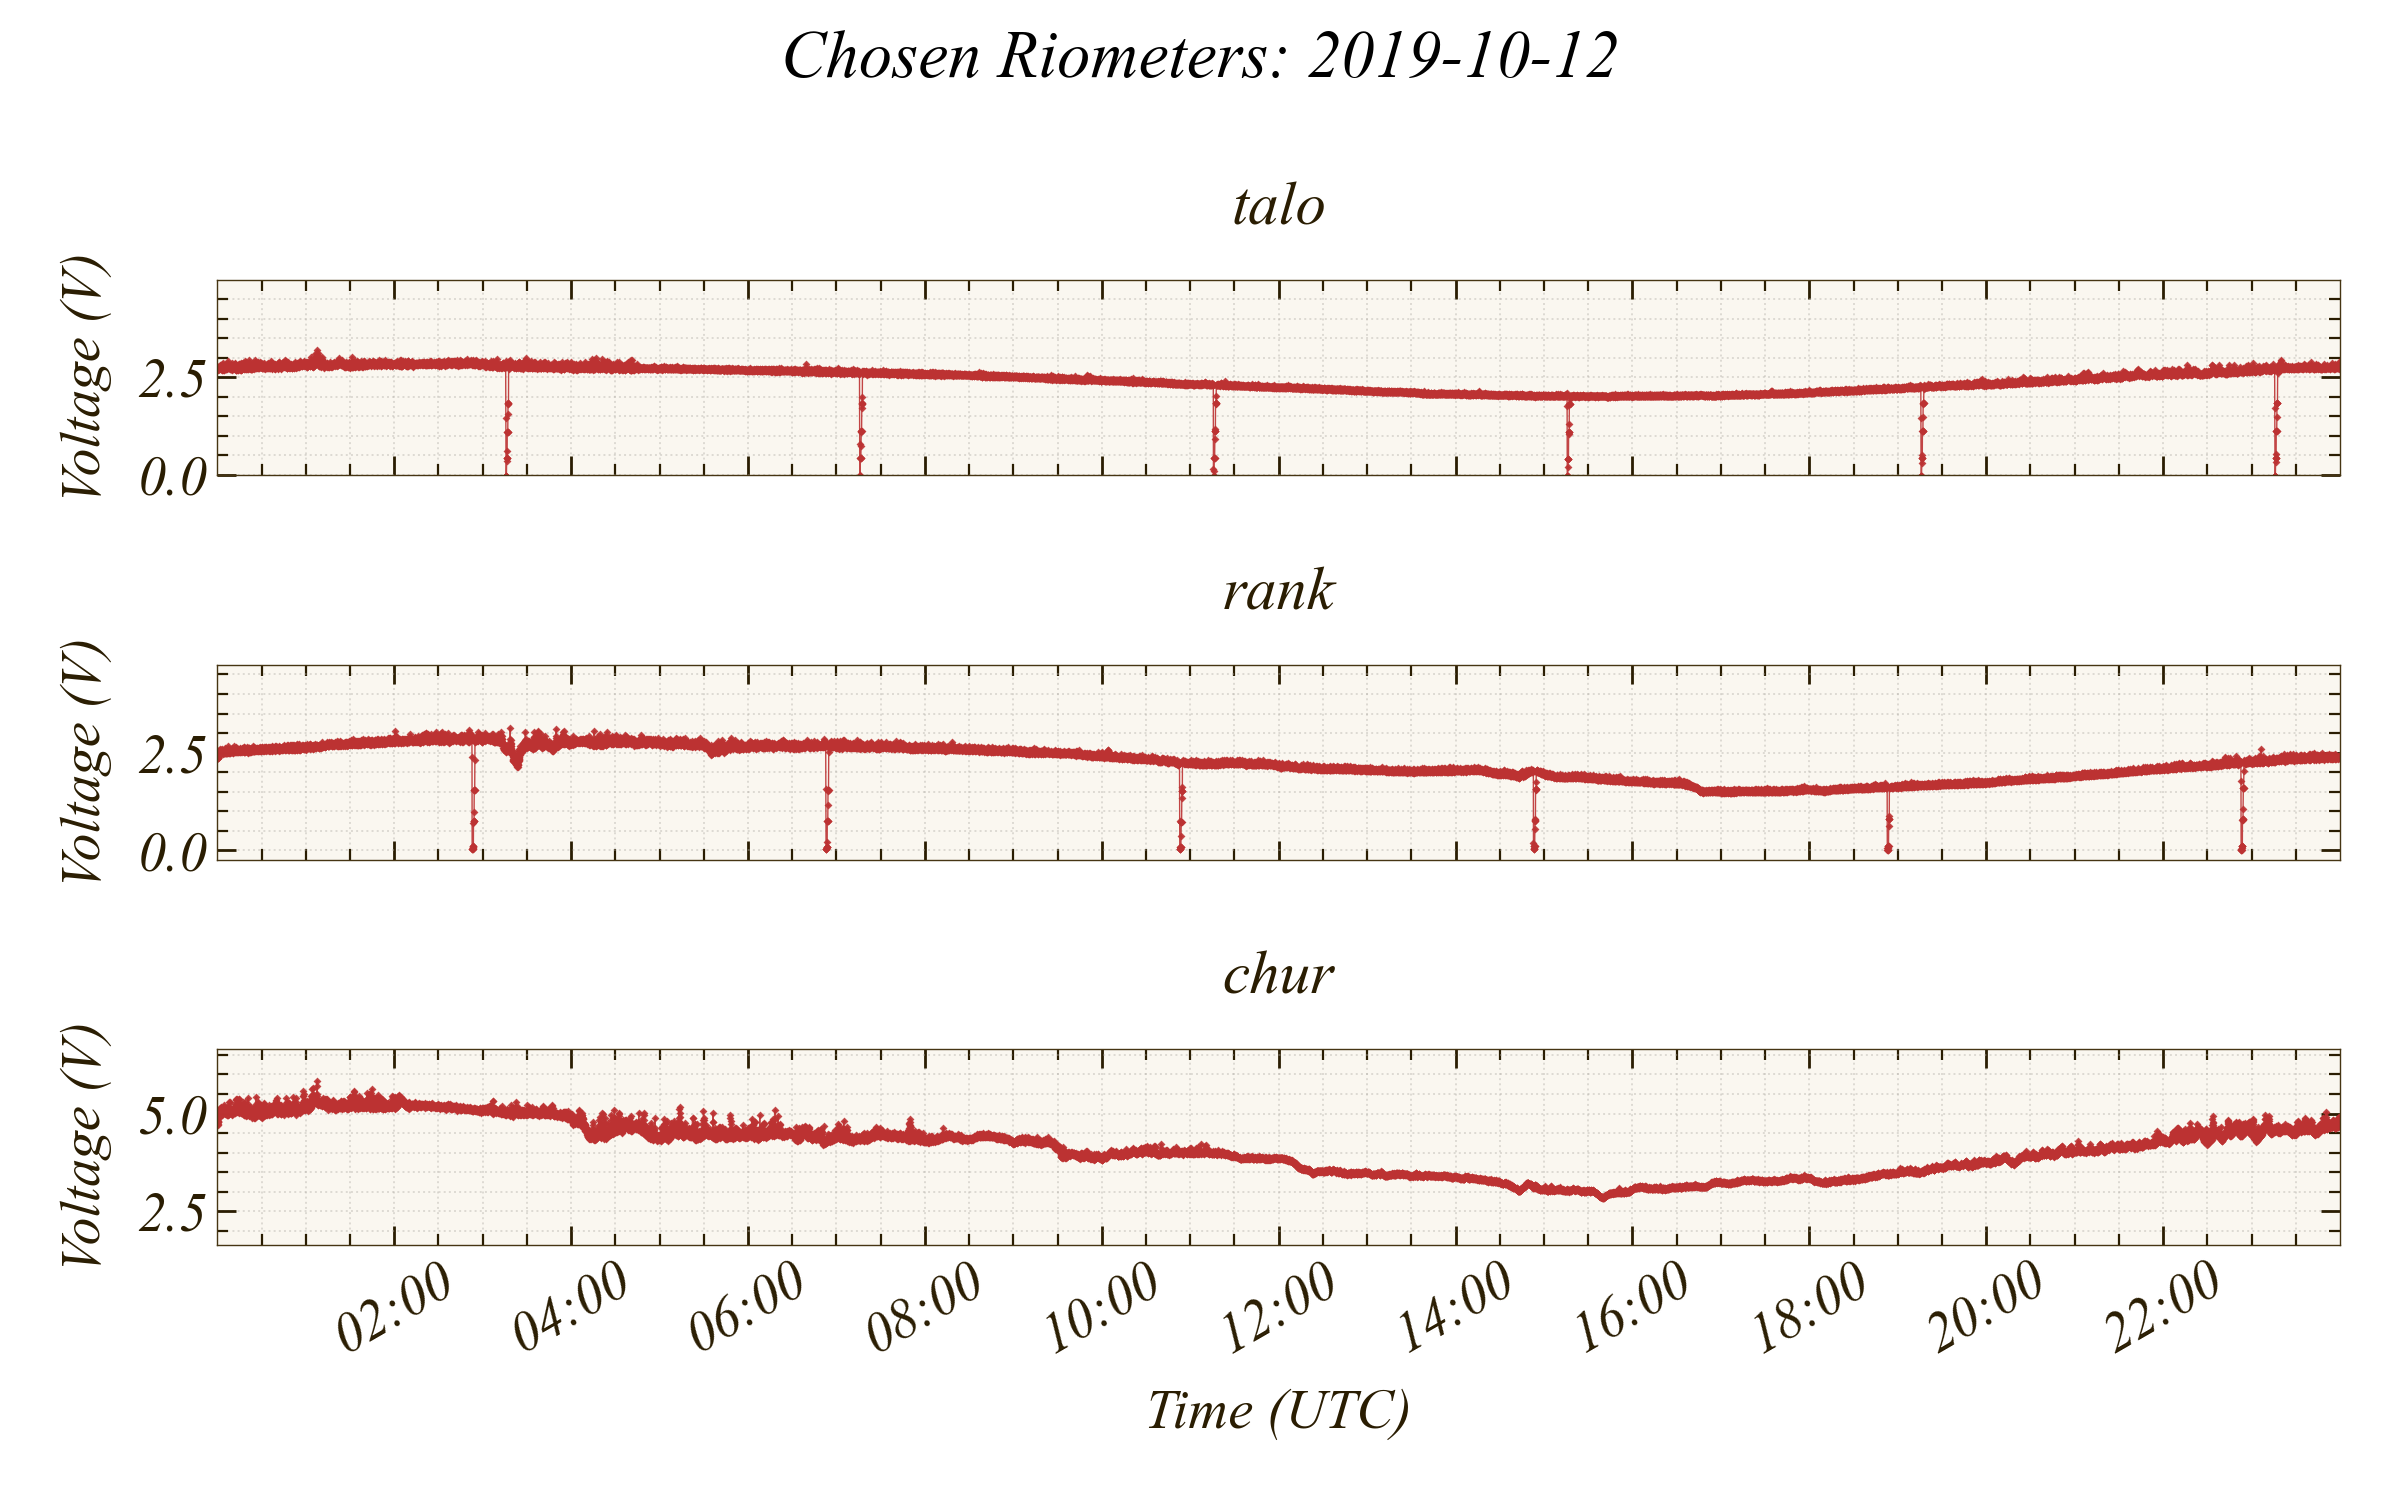 Chosen Riometers: 2019-10-12
talo
Voltage (V)
2.5
0.0
rank
Voltage (V)
2.5
0.0
chur
Voltage (V)
5.0
2.5
02:00 04:00 06:00 08:00 10:00 12:00 14:00 16:00 18:00 20:00 22:00
Time (UTC)